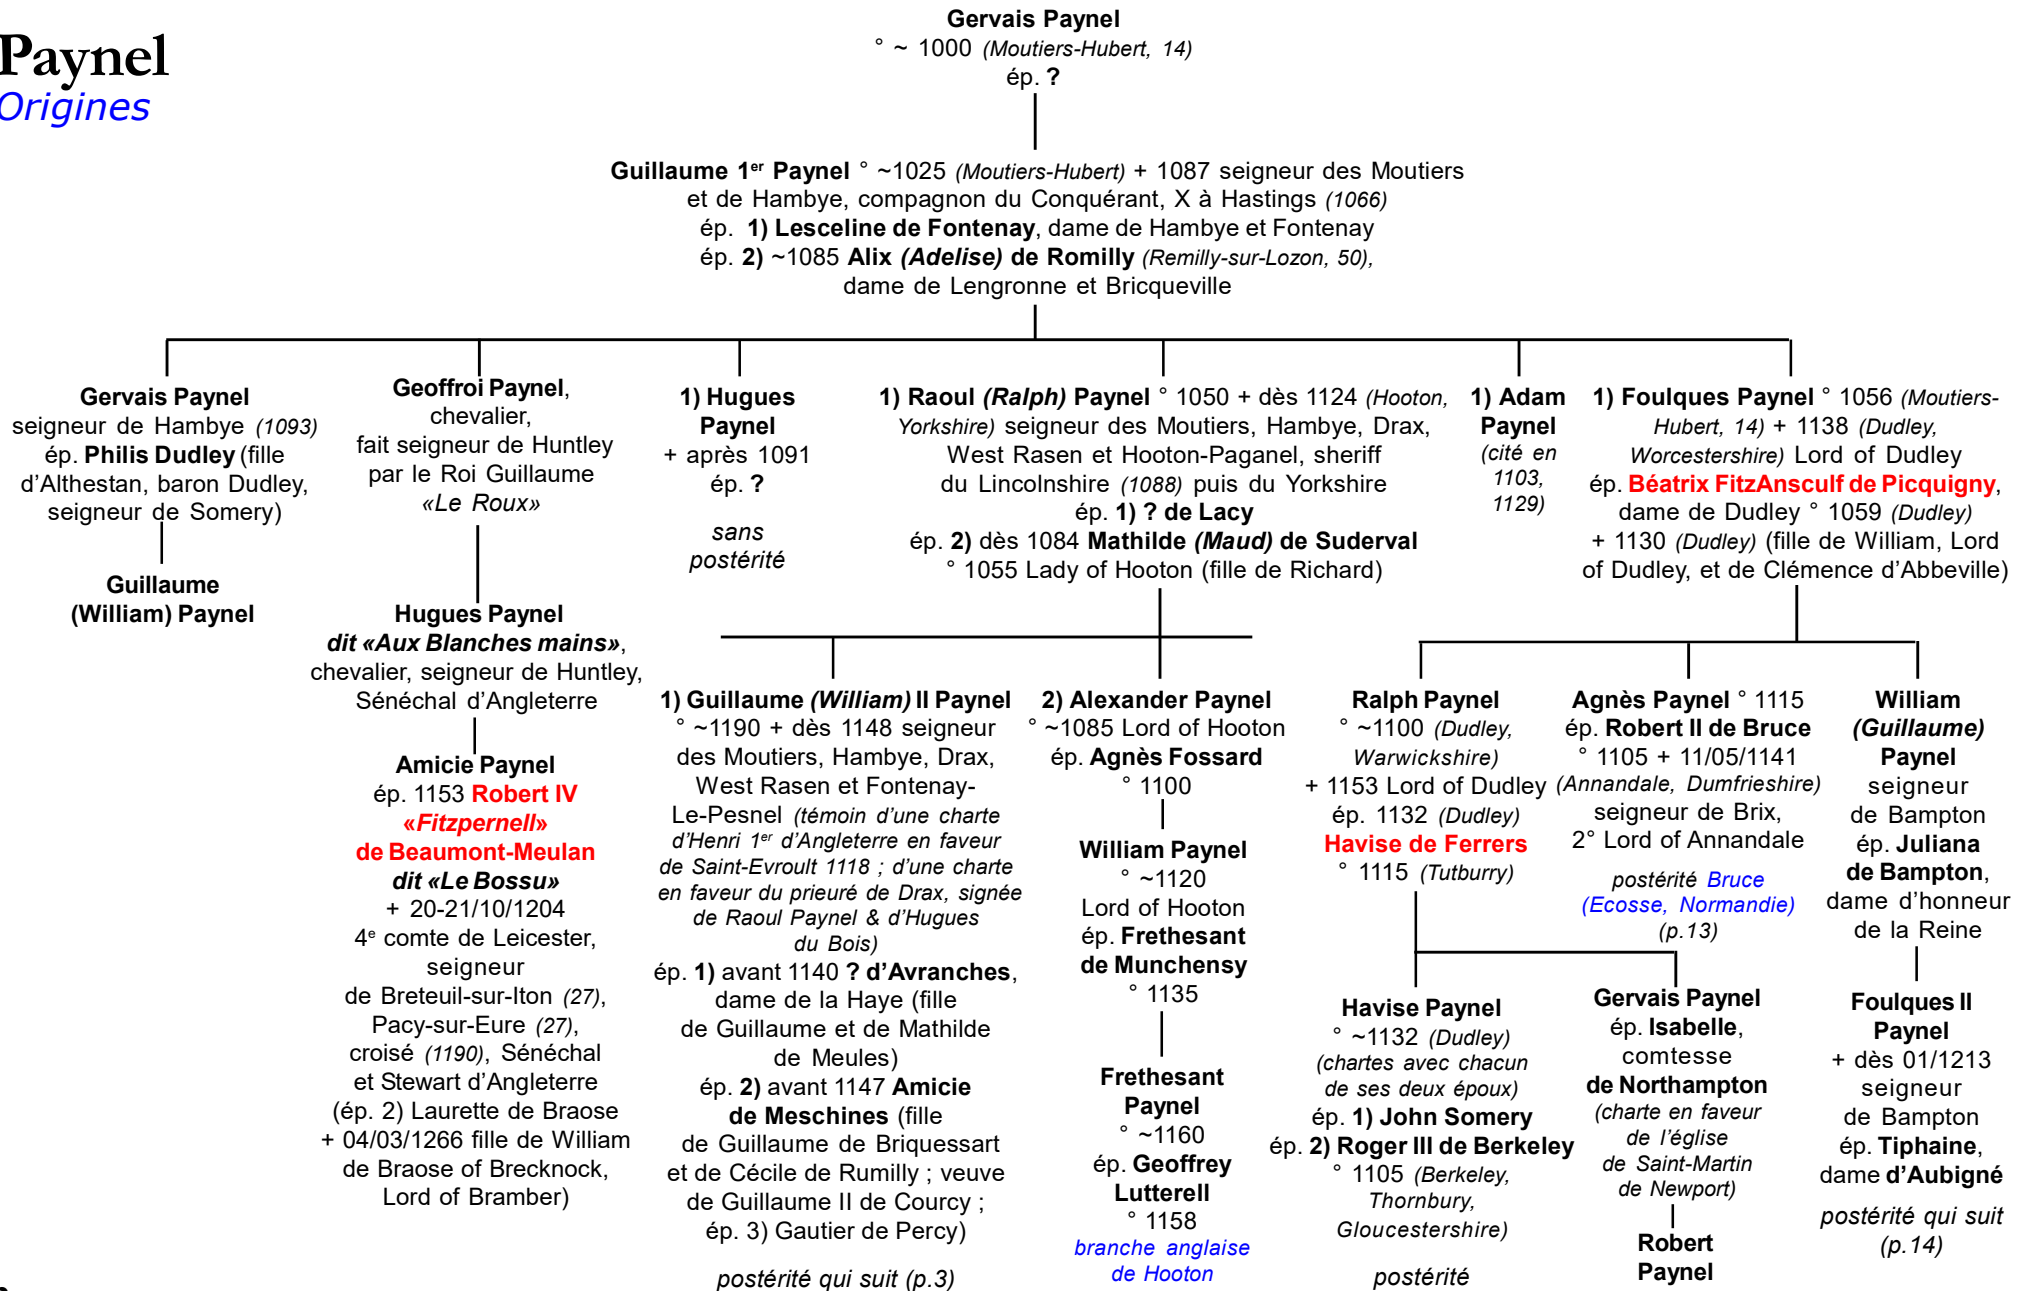 Paynel
Origines
Gervais Paynel
° ~ 1000 (Moutiers-Hubert, 14)
ép. ?
Guillaume 1er Paynel ° ~1025 (Moutiers-Hubert) + 1087 seigneur des Moutiers
et de Hambye, compagnon du Conquérant, X à Hastings (1066)
ép. 1) Lesceline de Fontenay, dame de Hambye et Fontenay
ép. 2) ~1085 Alix (Adelise) de Romilly (Remilly-sur-Lozon, 50),
dame de Lengronne et Bricqueville
Gervais Paynel
seigneur de Hambye (1093)
ép. Philis Dudley (fille
d'Althestan, baron Dudley,
seigneur de Somery)
Guillaume
(William) Paynel
Geoffroi Paynel,
chevalier,
fait seigneur de Huntley
par le Roi Guillaume
«Le Roux»
Hugues Paynel
dit «Aux Blanches mains»,
chevalier, seigneur de Huntley,
Sénéchal d'Angleterre
Amicie Paynel
ép. 1153 Robert IV
«Fitzpernell»
de Beaumont-Meulan
dit «Le Bossu»
+ 20-21/10/1204
4e comte de Leicester,
seigneur
de Breteuil-sur-Iton (27),
Pacy-sur-Eure (27),
croisé (1190), Sénéchal
et Stewart d'Angleterre
(ép. 2) Laurette de Braose
+ 04/03/1266 fille de William
de Braose of Brecknock,
Lord of Bramber)
1) Hugues
Paynel
+ après 1091
ép. ?
sans
postérité
1) Raoul (Ralph) Paynel ° 1050 + dès 1124 (Hooton,
Yorkshire) seigneur des Moutiers, Hambye, Drax,
West Rasen et Hooton-Paganel, sheriff
du Lincolnshire (1088) puis du Yorkshire
ép. 1) ? de Lacy
ép. 2) dès 1084 Mathilde (Maud) de Suderval
° 1055 Lady of Hooton (fille de Richard)
1) Guillaume (William) II Paynel
° ~1190 + dès 1148 seigneur
des Moutiers, Hambye, Drax,
West Rasen et Fontenay-
Le-Pesnel (témoin d'une charte
d'Henri 1er d'Angleterre en faveur
de Saint-Evroult 1118 ; d'une charte
en faveur du prieuré de Drax, signée
de Raoul Paynel & d'Hugues
du Bois)
ép. 1) avant 1140 ? d'Avranches,
dame de la Haye (fille
de Guillaume et de Mathilde
de Meules)
ép. 2) avant 1147 Amicie
de Meschines (fille
de Guillaume de Briquessart
et de Cécile de Rumilly ; veuve
de Guillaume II de Courcy ;
ép. 3) Gautier de Percy)
postérité qui suit (p.3)
2) Alexander Paynel
° ~1085 Lord of Hooton
ép. Agnès Fossard
° 1100
William Paynel
° ~1120
Lord of Hooton
ép. Frethesant
de Munchensy
° 1135
Frethesant
Paynel
° ~1160
ép. Geoffrey
Lutterell
° 1158
branche anglaise
de Hooton
1) Adam
Paynel
(cité en
1103,
1129)
1) Foulques Paynel ° 1056 (Moutiers-
Hubert, 14) + 1138 (Dudley,
Worcestershire) Lord of Dudley
ép. Béatrix FitzAnsculf de Picquigny,
dame de Dudley ° 1059 (Dudley)
+ 1130 (Dudley) (fille de William, Lord
of Dudley, et de Clémence d'Abbeville)
Ralph Paynel
° ~1100 (Dudley,
Warwickshire)
+ 1153 Lord of Dudley
ép. 1132 (Dudley)
Havise de Ferrers
° 1115 (Tutburry)
Havise Paynel
° ~1132 (Dudley)
(chartes avec chacun
de ses deux époux)
ép. 1) John Somery
ép. 2) Roger III de Berkeley
° 1105 (Berkeley,
Thornbury,
Gloucestershire)
postérité
Gervais Paynel
ép. Isabelle,
comtesse
de Northampton
(charte en faveur
de l'église
de Saint-Martin
de Newport)
Robert
Paynel
Agnès Paynel ° 1115
ép. Robert II de Bruce
° 1105 + 11/05/1141
(Annandale, Dumfrieshire)
seigneur de Brix,
2° Lord of Annandale
postérité Bruce
(Ecosse, Normandie)
(p.13)
William
(Guillaume)
Paynel
seigneur
de Bampton
ép. Juliana
de Bampton,
dame d'honneur
de la Reine
Foulques II
Paynel
+ dès 01/1213
seigneur
de Bampton
ép. Tiphaine,
dame d'Aubigné
postérité qui suit
(p.14)